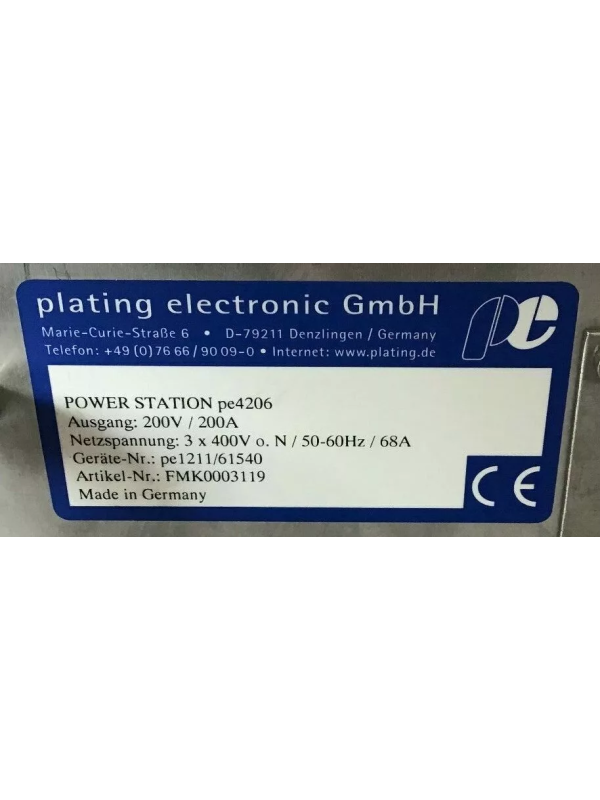 plating electronic GmbH
pe
Marie-Curie-Straße 6 • D-79211 Denzlingen / Germany
Telefon: +49 (0) 76 66 / 90 09-0 • Internet: www.plating.de
POWER STATION pe4206
Ausgang: 200V / 200A
Netzspannung: 3 x 400V o. N / 50-60Hz / 68A
Geräte-Nr.: pe1211/61540
Artikel-Nr.: FMK0003119
Made in Germany
CE